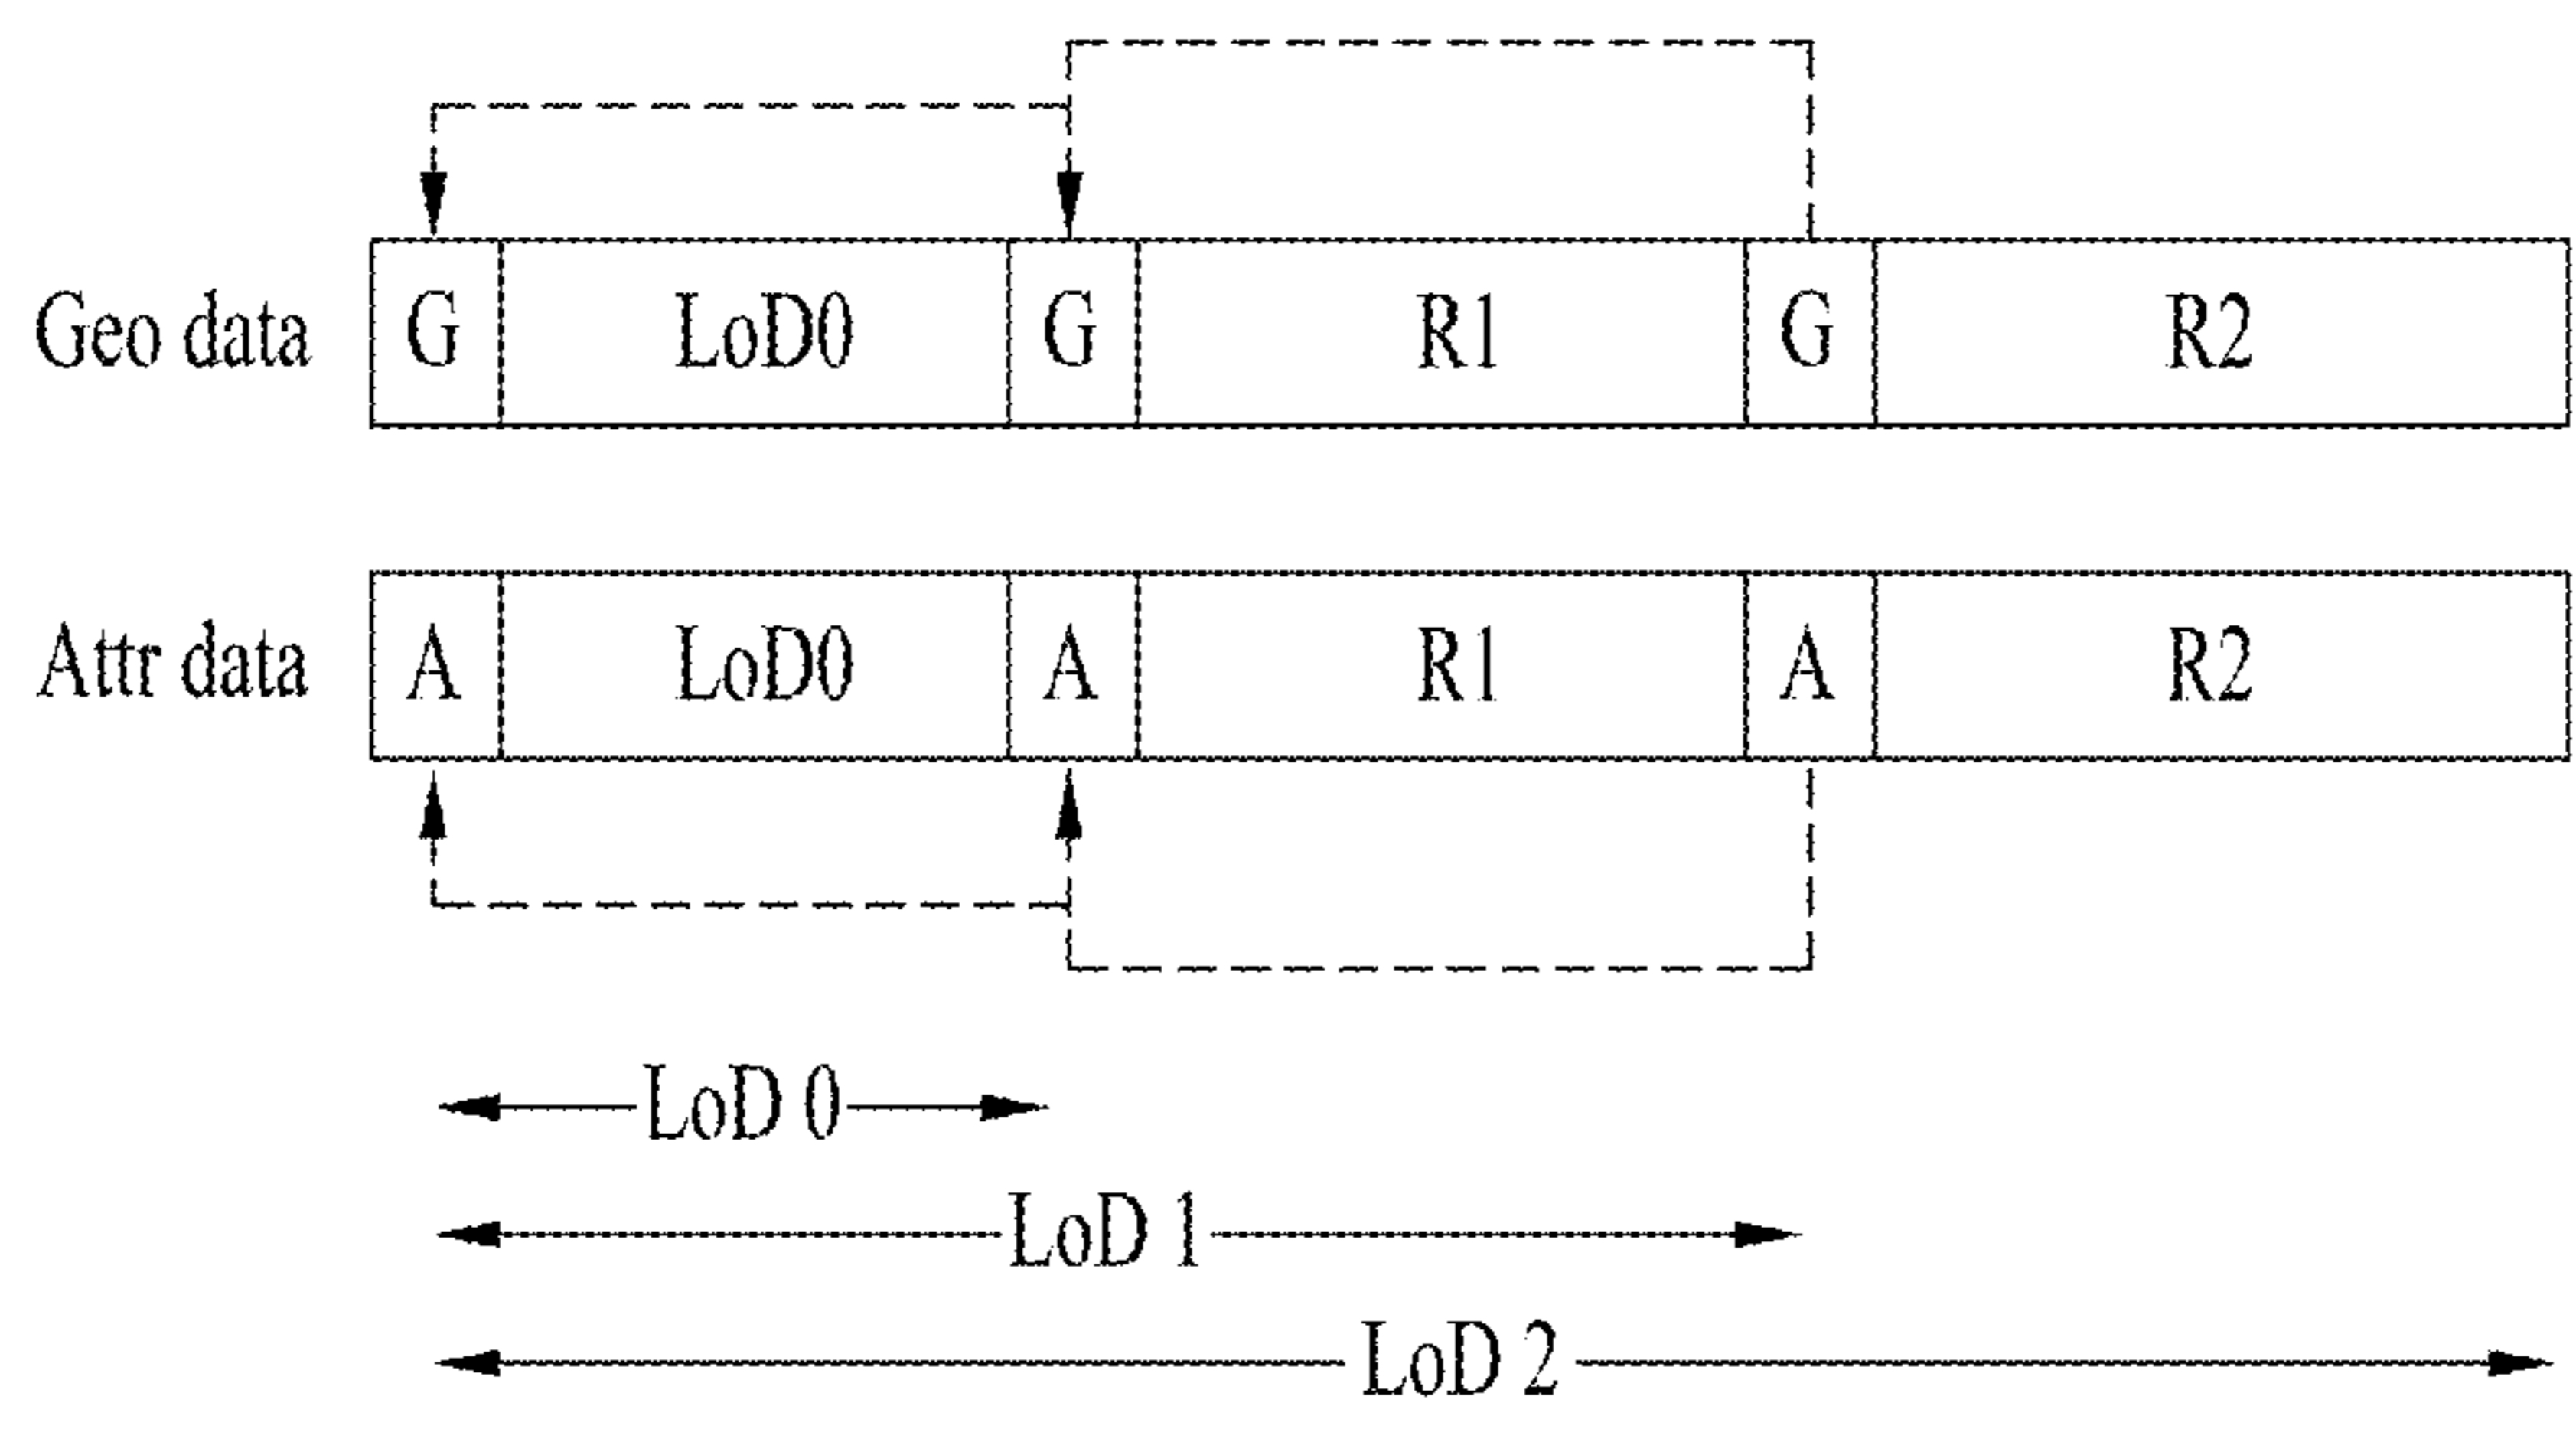 Geo data G LoD0 G R1 G R2
Attr data A LoD0 A R1 A R2
LoD 0
LoD 1
LoD 2